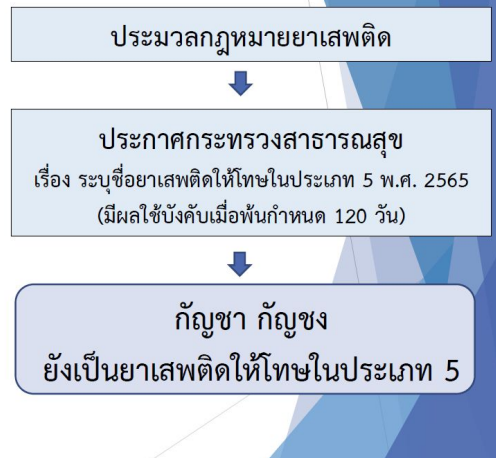 ประมวลกฎหมายยาเสพติด
ประกาศกระทรวงสาธารณสุข
เรื่อง ระบุชื่อยาเสพติดให้โทษในประเภท 5 พ.ศ. 2565
(มีผลใช้บังคับเมื่อพ้นกำหนด 120 วัน)
กัญชา กัญชง
ยังเป็นยาเสพติดให้โทษในประเภท 5